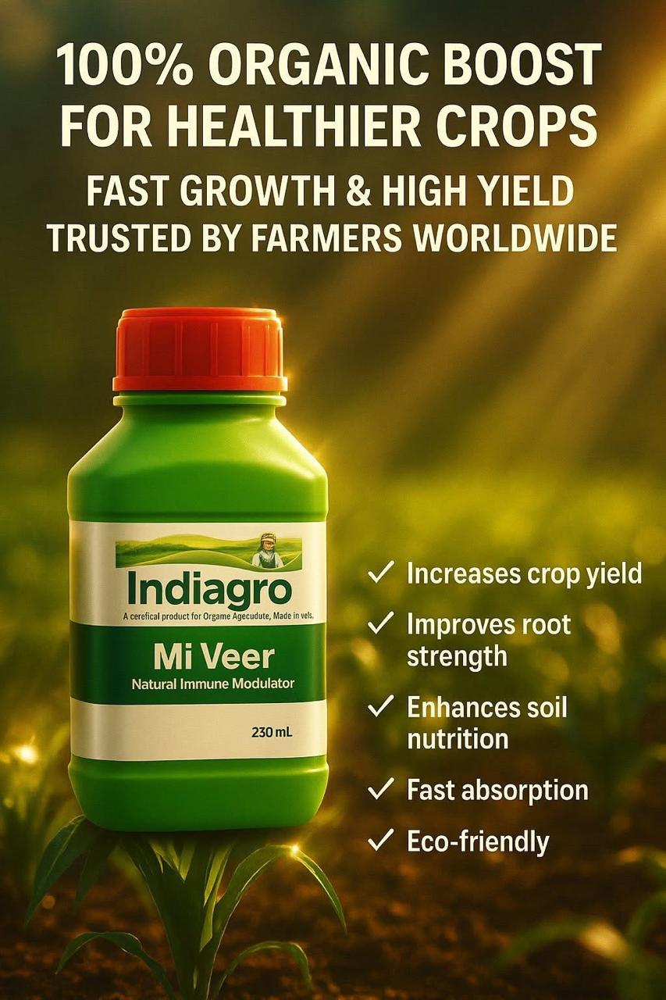 100% ORGANIC BOOST
FOR HEALTHIER CROPS
FAST GROWTH & HIGH YIELD
TRUSTED BY FARMERS WORLDWIDE
Indiagro
A cerefical product for Orgame Agecudute, Made in vels,
Mi Veer
Natural Immune Modulator
230 mL
✓ Increases crop yield
✓ Improves root
strength
✓ Enhances soil
nutrition
✓ Fast absorption
✓ Eco-friendly